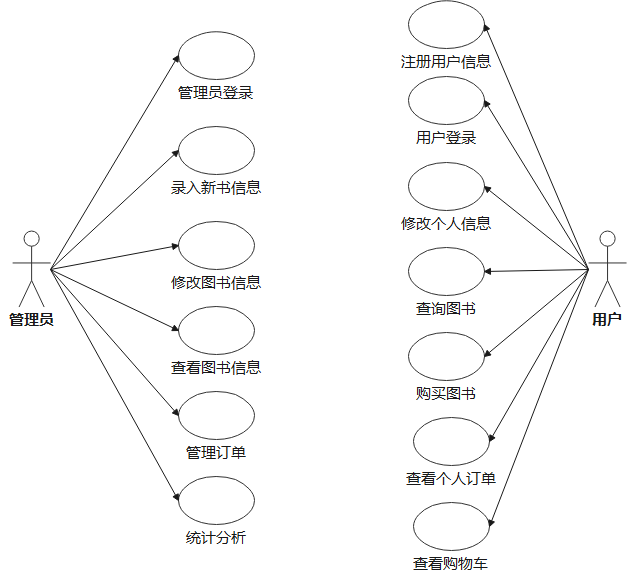 管理员登录
录入新书信息
修改图书信息
查看图书信息
管理订单
统计分析
管理员
注册用户信息
用户登录
修改个人信息
查询图书
购买图书
查看个人订单
查看购物车
用户